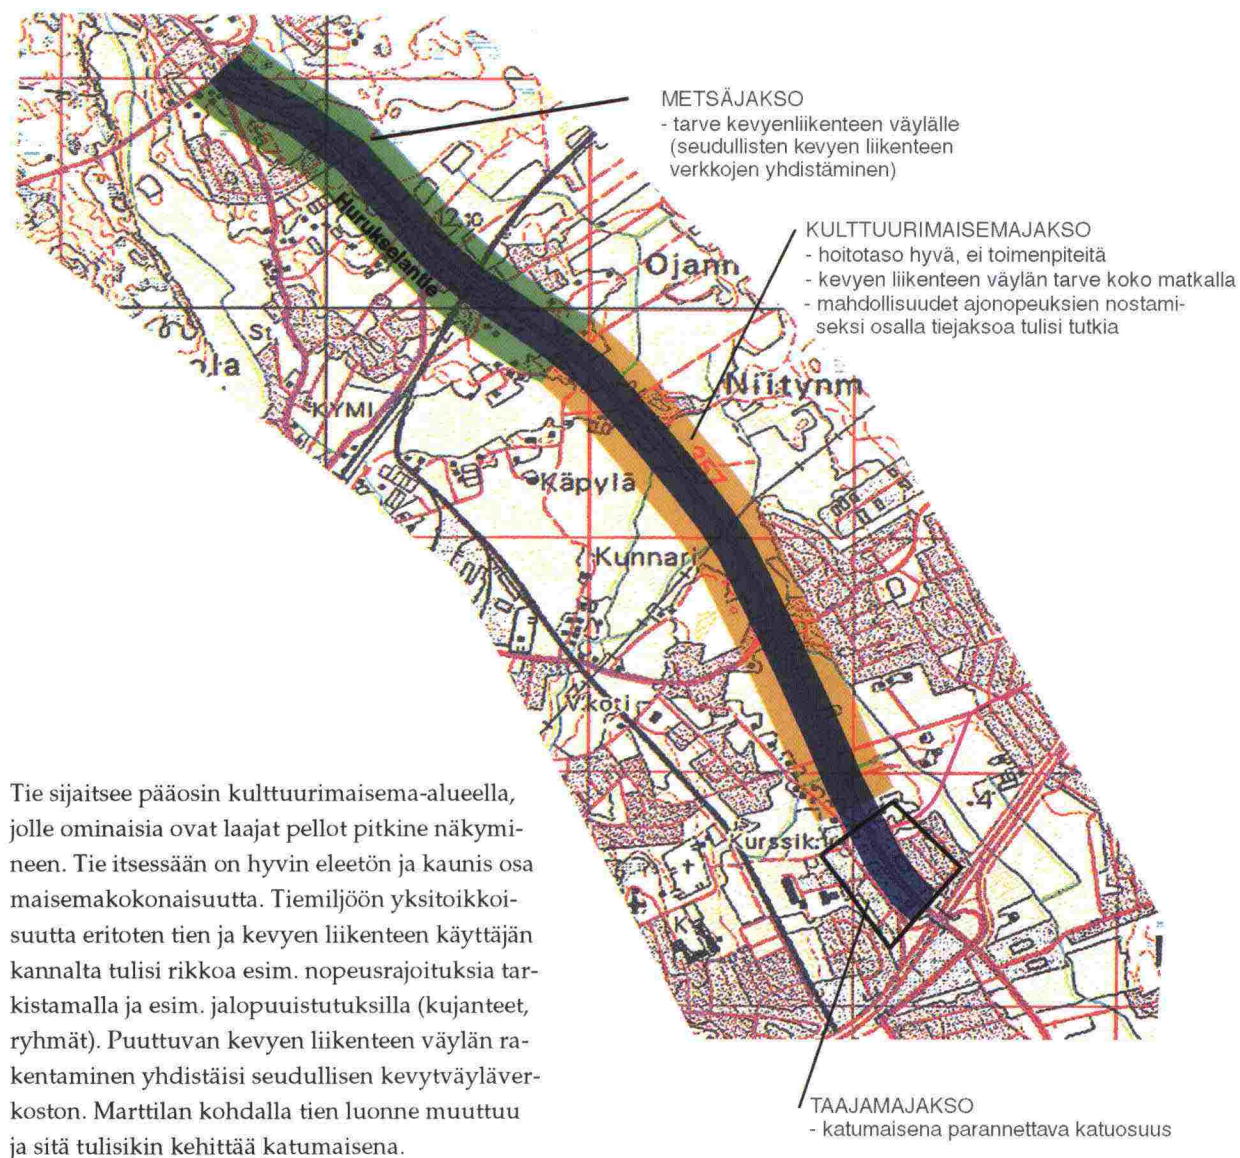 METSÄJAKSO
- tarve kevyenliikenteen väylälle
(seudullisten kevyen liikenteen
verkkojen yhdistäminen)
KULTTUURIMAISEMAJAKSO
- hoitotaso hyvä, ei toimenpiteitä
- kevyen liikenteen väylän tarve koko matkalla
- mahdollisuudet ajonopeuksien nostami-
seksi osalla tiejaksoa tulisi tutkia
Hurukselantie
Ojann
Niitynm
St
KYMI
Käpylä
357
Kunnari
V.koti
Kurssik:
.4
Tie sijaitsee pääosin kulttuurimaisema-alueella,
jolle ominaisia ovat laajat pellot pitkine näkymi-
neen. Tie itsessään on hyvin eleetön ja kaunis osa
maisemakokonaisuutta. Tiemiljöön yksitoikkoi-
suutta eritoten tien ja kevyen liikenteen käyttäjän
kannalta tulisi rikkoa esim. nopeusrajoituksia tar-
kistamalla ja esim. jalopuuistutuksilla (kujanteet,
ryhmät). Puuttuvan kevyen liikenteen väylän ra-
kentaminen yhdistäisi seudullisen kevytväyläver-
koston. Marttilan kohdalla tien luonne muuttuu
ja sitä tulisikin kehittää katumaisena.
TAAJAMAJAKSO
- katumaisena parannettava katuosuus